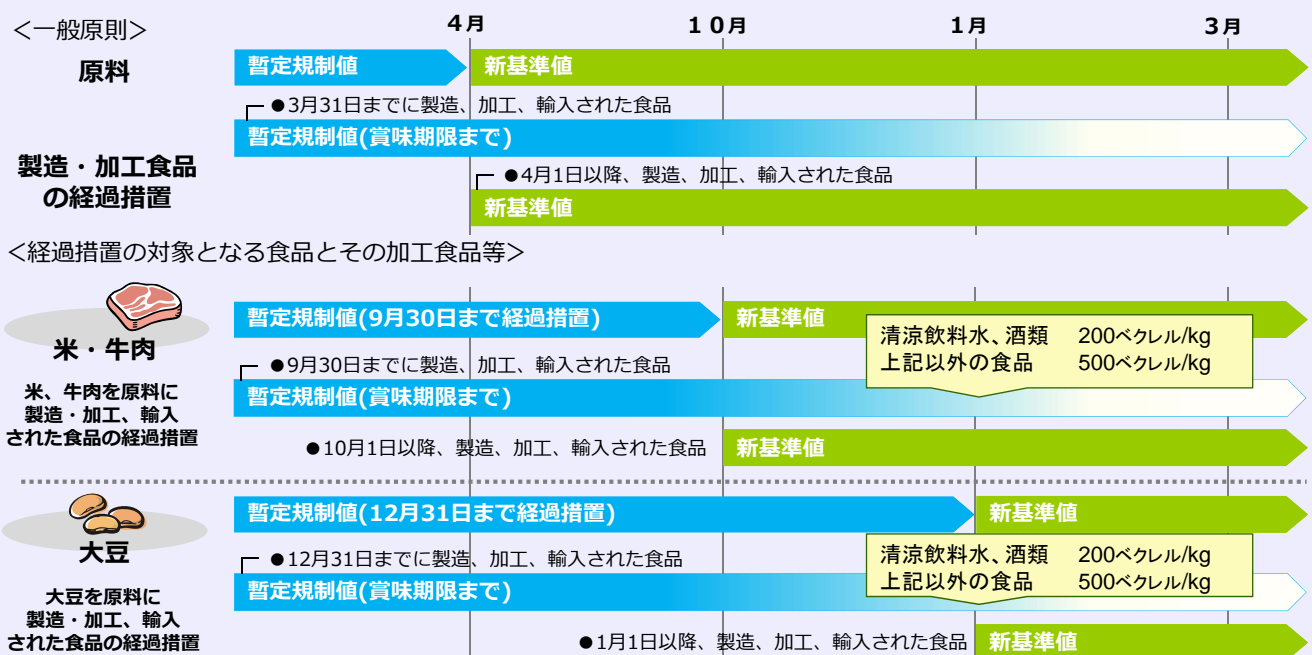 ＜一般原則＞
4月
１０月
1月
3月
原料
暫定規制値
新基準値
●3月31日までに製造、加工、輸入された食品
暫定規制値(賞味期限まで)
製造・加工食品
の経過措置
●4月1日以降、製造、加工、輸入された食品
新基準値
＜経過措置の対象となる食品とその加工食品等＞
米・牛肉
暫定規制値(9月30日まで経過措置)
新基準値
清涼飲料水、酒類 200ベクレル/kg
上記以外の食品 500ベクレル/kg
●9月30日までに製造、加工、輸入された食品
米、牛肉を原料に
製造・加工、輸入
された食品の経過措置
暫定規制値(賞味期限まで)
●10月1日以降、製造、加工、輸入された食品
新基準値
大豆
暫定規制値(12月31日まで経過措置)
新基準値
●12月31日までに製造、加工、輸入された食品
清涼飲料水、酒類 200ベクレル/kg
上記以外の食品 500ベクレル/kg
大豆を原料に
製造・加工、輸入
された食品の経過措置
暫定規制値(賞味期限まで)
●1月1日以降、製造、加工、輸入された食品
新基準値